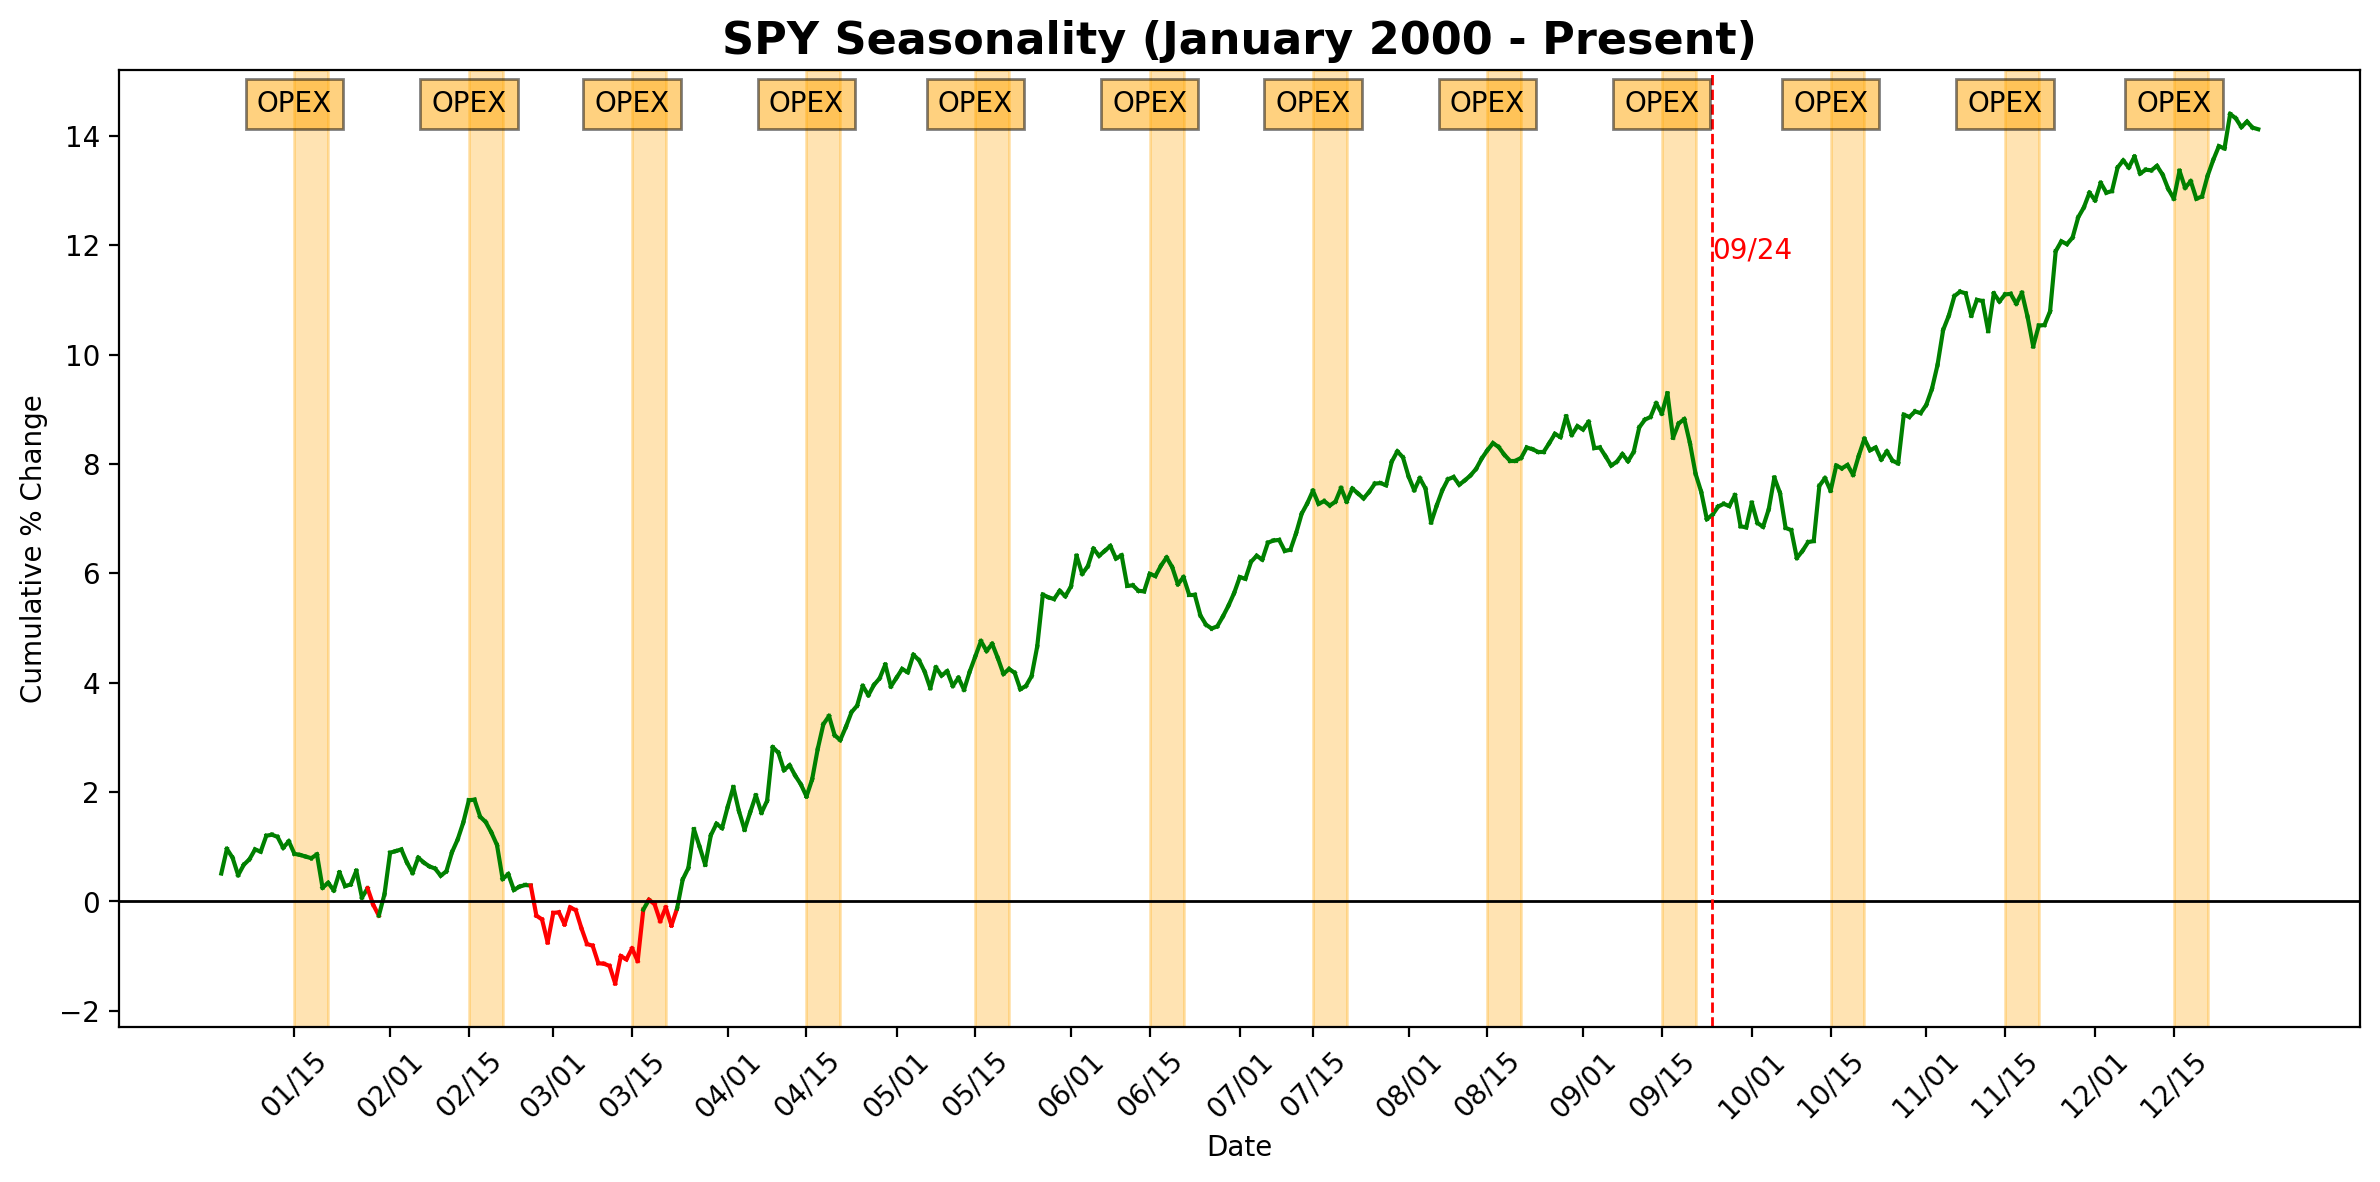 SPY Seasonality (January 2000 - Present)
OPEX OPEX OPEX OPEX OPEX OPEX OPEX OPEX OPEX OPEX OPEX OPEX
14
12
10
8
6
4
2
0
−2
Cumulative % Change
09/24
01/15 02/01 02/15 03/01 03/15 04/01 04/15 05/01 05/15 06/01 06/15 07/01 07/15 08/01 08/15 09/01 09/15 10/01 10/15 11/01 11/15 12/01 12/15
Date